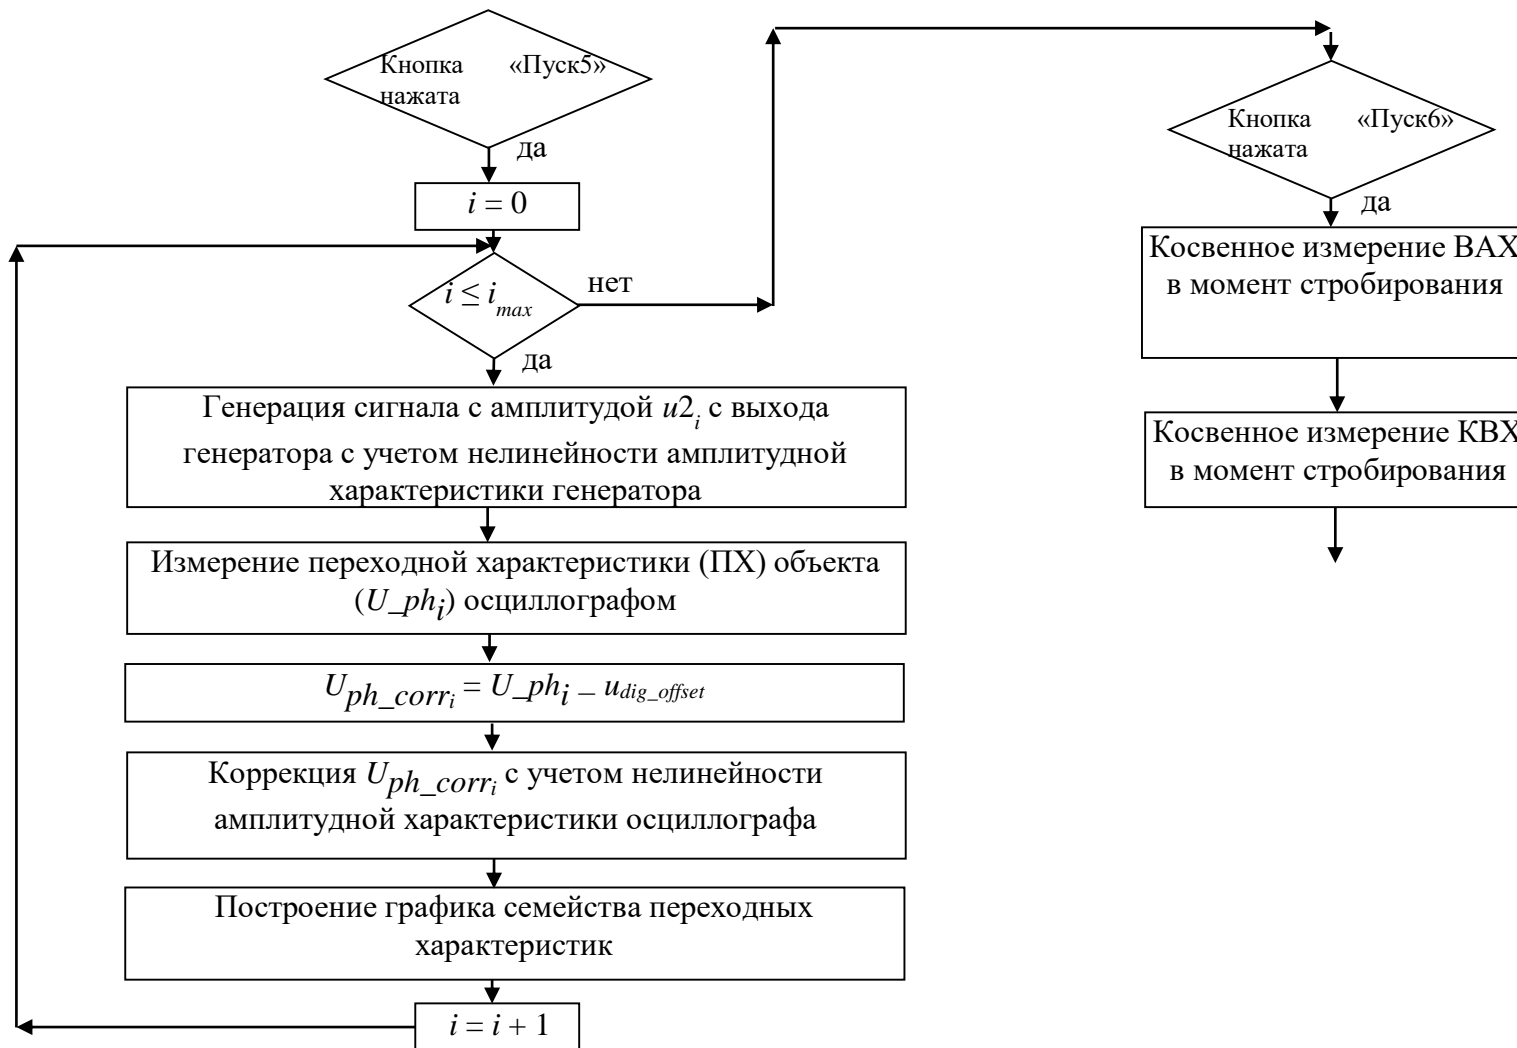 Кнопка «Пуск5»
нажата
да
i = 0
i ≤ i_max
нет
да
Генерация сигнала с амплитудой u2_i с выхода
генератора с учетом нелинейности амплитудной
характеристики генератора
Измерение переходной характеристики (ПХ) объекта
(U_ph_i) осциллографом
U_ph_corr_i = U_ph_i – u_dig_offset
Коррекция U_ph_corr_i с учетом нелинейности
амплитудной характеристики осциллографа
Построение графика семейства переходных
характеристик
i = i + 1
Кнопка «Пуск6»
нажата
да
Косвенное измерение ВАХ
в момент стробирования
Косвенное измерение КВХ
в момент стробирования